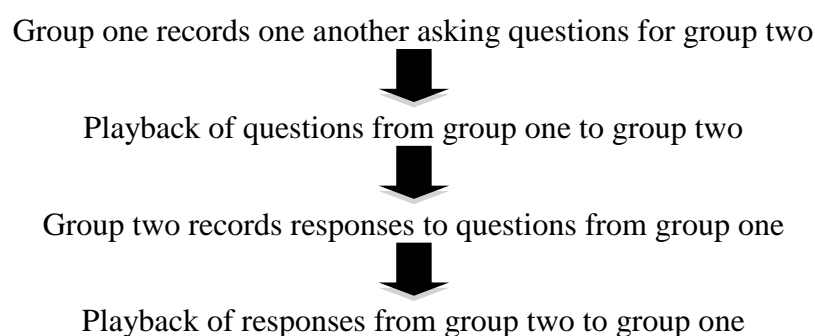 Group one records one another asking questions for group two
Playback of questions from group one to group two
Group two records responses to questions from group one
Playback of responses from group two to group one